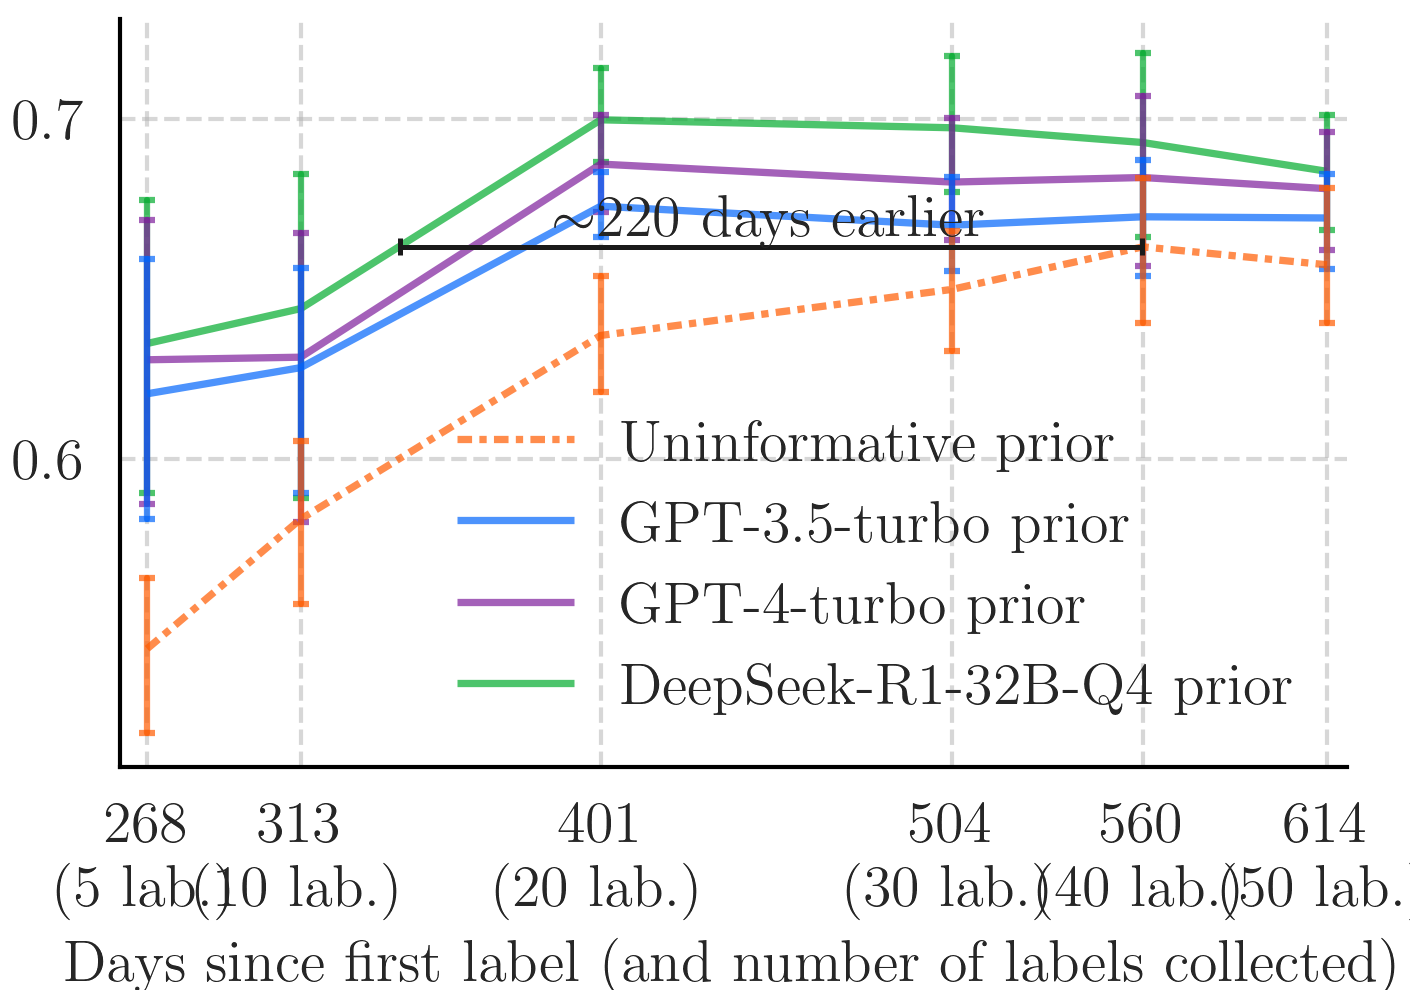 0.7
~220 days earlier
0.6
Uninformative prior
GPT-3.5-turbo prior
GPT-4-turbo prior
DeepSeek-R1-32B-Q4 prior
268 313 401 504 560 614
(5 lab.) (10 lab.) (20 lab.) (30 lab.) (40 lab.) (50 lab.)
Days since first label (and number of labels collected)